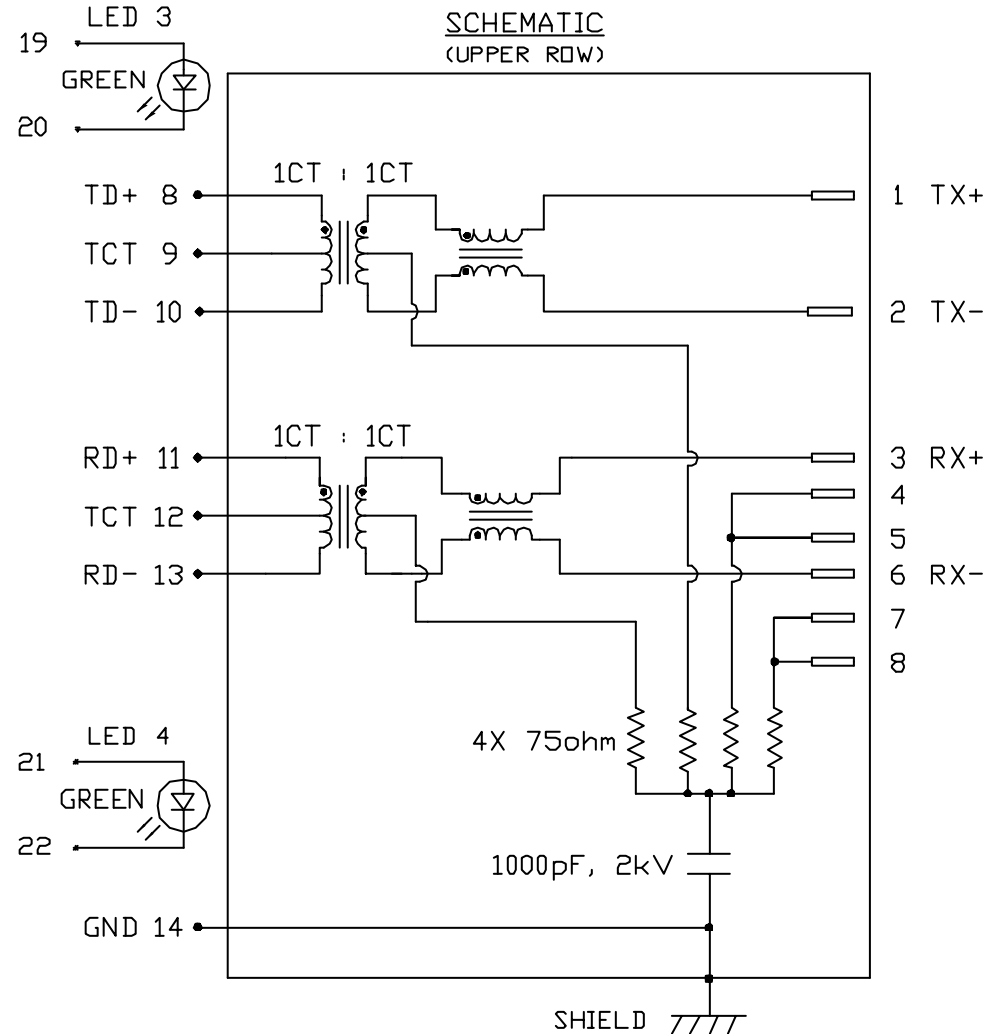 LED 3
SCHEMATIC
(UPPER ROW)
19
GREEN
20
1CT : 1CT
TD+ 8
1 TX+
TCT 9
TD- 10
2 TX-
1CT : 1CT
RD+ 11
3 RX+
4
TCT 12
5
RD- 13
6 RX-
7
8
LED 4
4X 75ohm
21
GREEN
22
1000pF, 2kV
GND 14
SHIELD